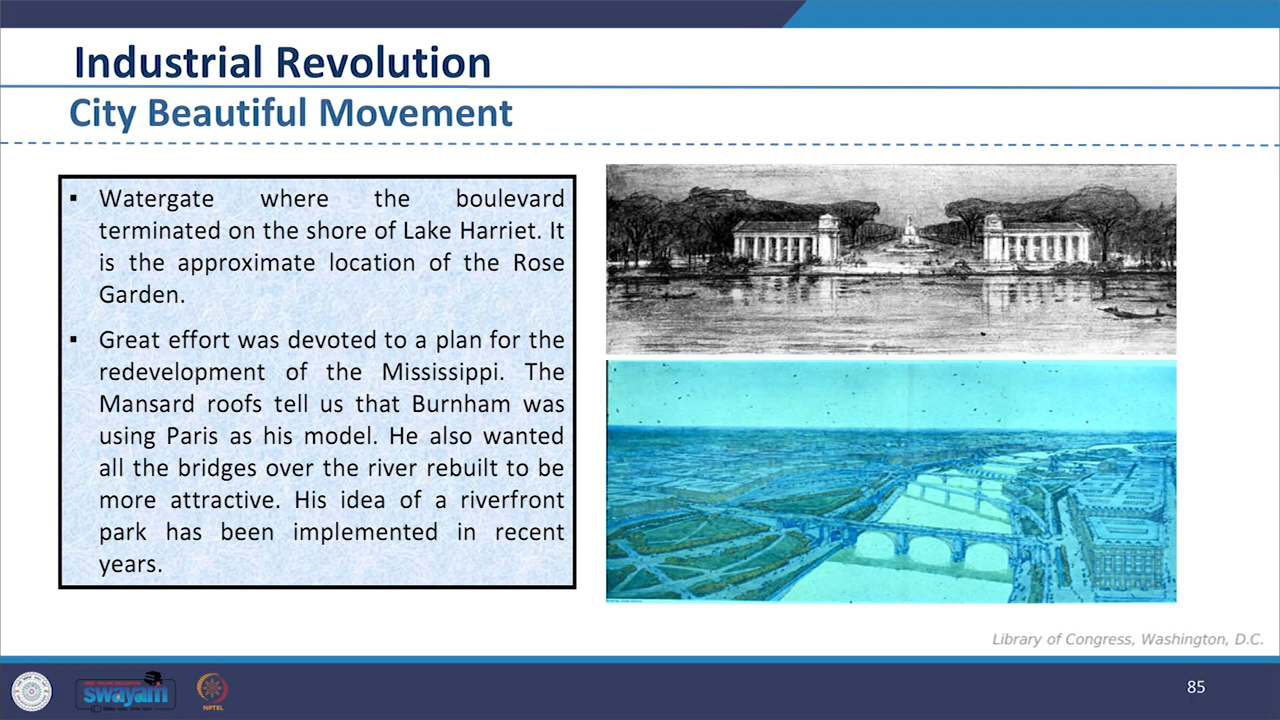 Industrial Revolution
City Beautiful Movement
▪ Watergate where the boulevard
terminated on the shore of Lake Harriet. It
is the approximate location of the Rose
Garden.
▪ Great effort was devoted to a plan for the
redevelopment of the Mississippi. The
Mansard roofs tell us that Burnham was
using Paris as his model. He also wanted
all the bridges over the river rebuilt to be
more attractive. His idea of a riverfront
park has been implemented in recent
years.
Library of Congress, Washington, D.C.
swayam
NPTEL
85